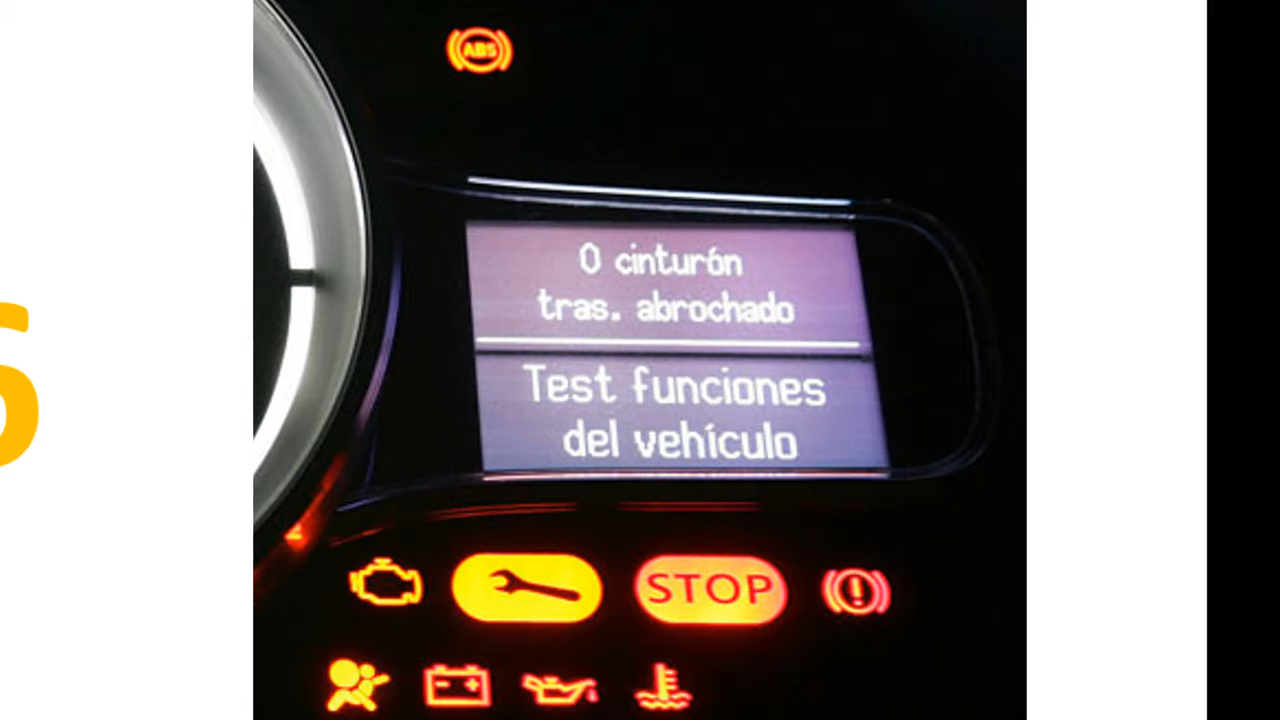 ABS
0 cinturón
tras. abrochado
Test funciones
del vehículo
STOP